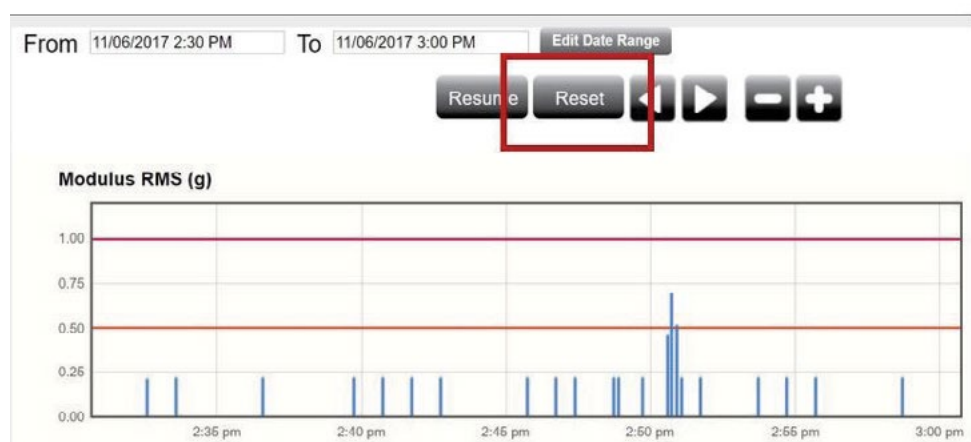 From 11/06/2017 2:30 PM To 11/06/2017 3:00 PM Edit Date Range
Resume Reset
Modulus RMS (g)
1.00
0.75
0.50
0.25
0.00
2:35 pm 2:40 pm 2:45 pm 2:50 pm 2:55 pm 3:00 pm